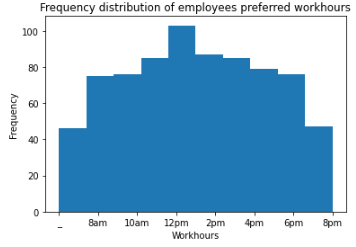 Frequency distribution of employees preferred workhours
100
80
60
40
20
0
Frequency
_ 8am 10am 12pm 2pm 4pm 6pm 8pm
Workhours